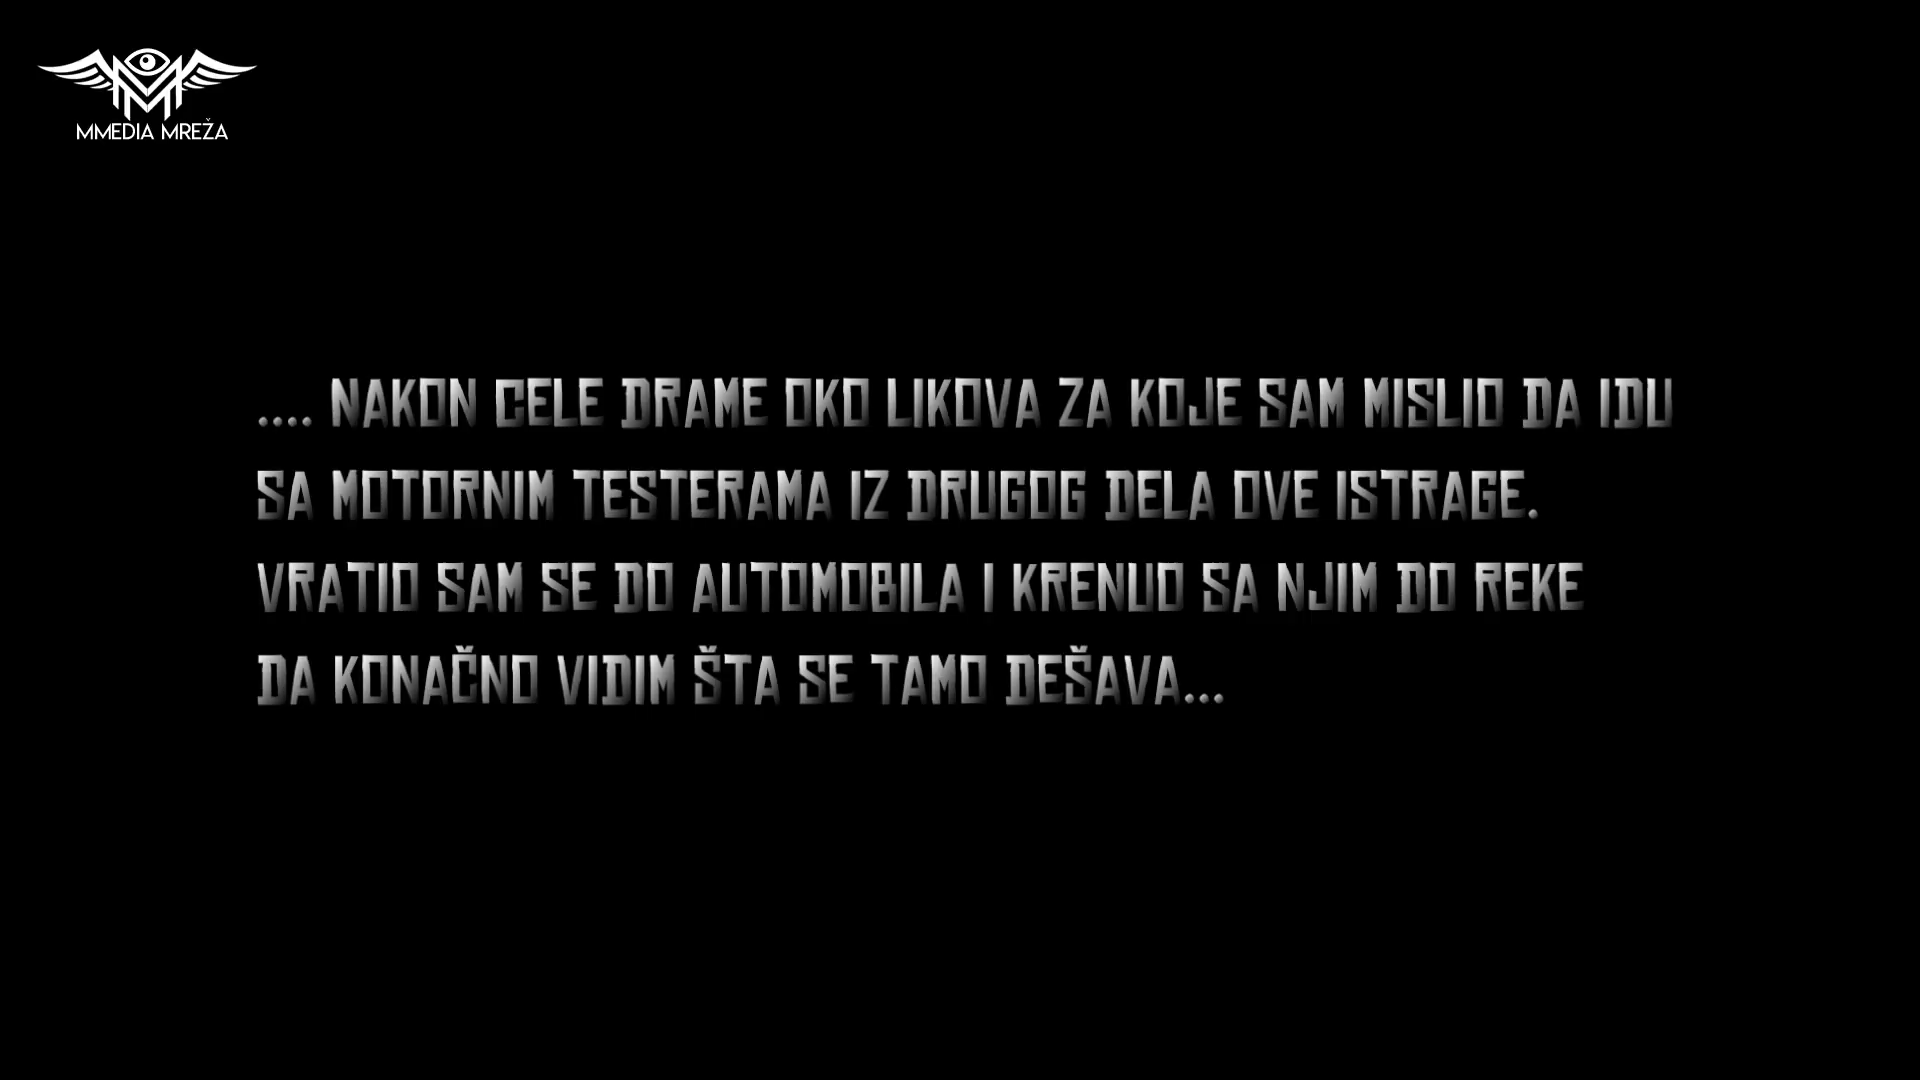 MMEDIA MREŽA
.... NAKON CELE DRAME OKO LIKOVA ZA KOJE SAM MISLIO DA IDU
SA MOTORNIM TESTERAMA IZ DRUGOG DELA OVE ISTRAGE.
VRATIO SAM SE DO AUTOMOBILA I KRENUO SA NJIM DO REKE
DA KONAČNO VIDIM ŠTA SE TAMO DEŠAVA...